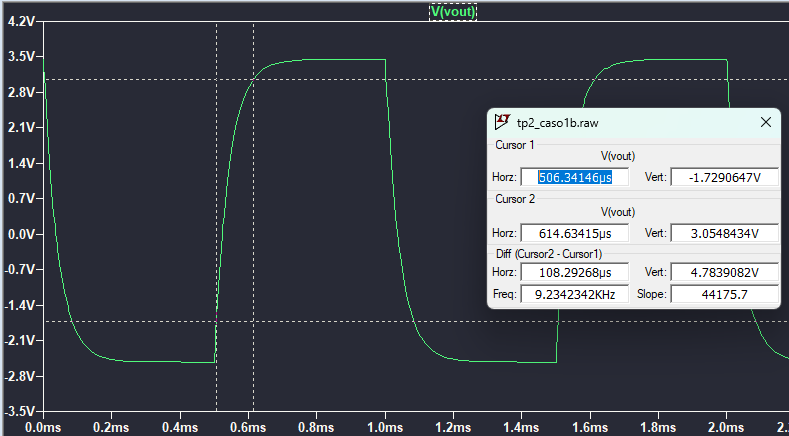 V(vout)
4.2V
3.5V
2.8V
2.1V
1.4V
0.7V
0.0V
-0.7V
-1.4V
-2.1V
-2.8V
-3.5V
0.0ms 0.2ms 0.4ms 0.6ms 0.8ms 1.0ms 1.2ms 1.4ms 1.6ms 1.8ms 2.0ms
tp2_caso1b.raw
Cursor 1
V(vout)
Horz: 506.34146µs Vert: -1.7290647V
Cursor 2
V(vout)
Horz: 614.63415µs Vert: 3.0548434V
Diff (Cursor2 - Cursor1)
Horz: 108.29268µs Vert: 4.7839082V
Freq: 9.2342342KHz Slope: 44175.7